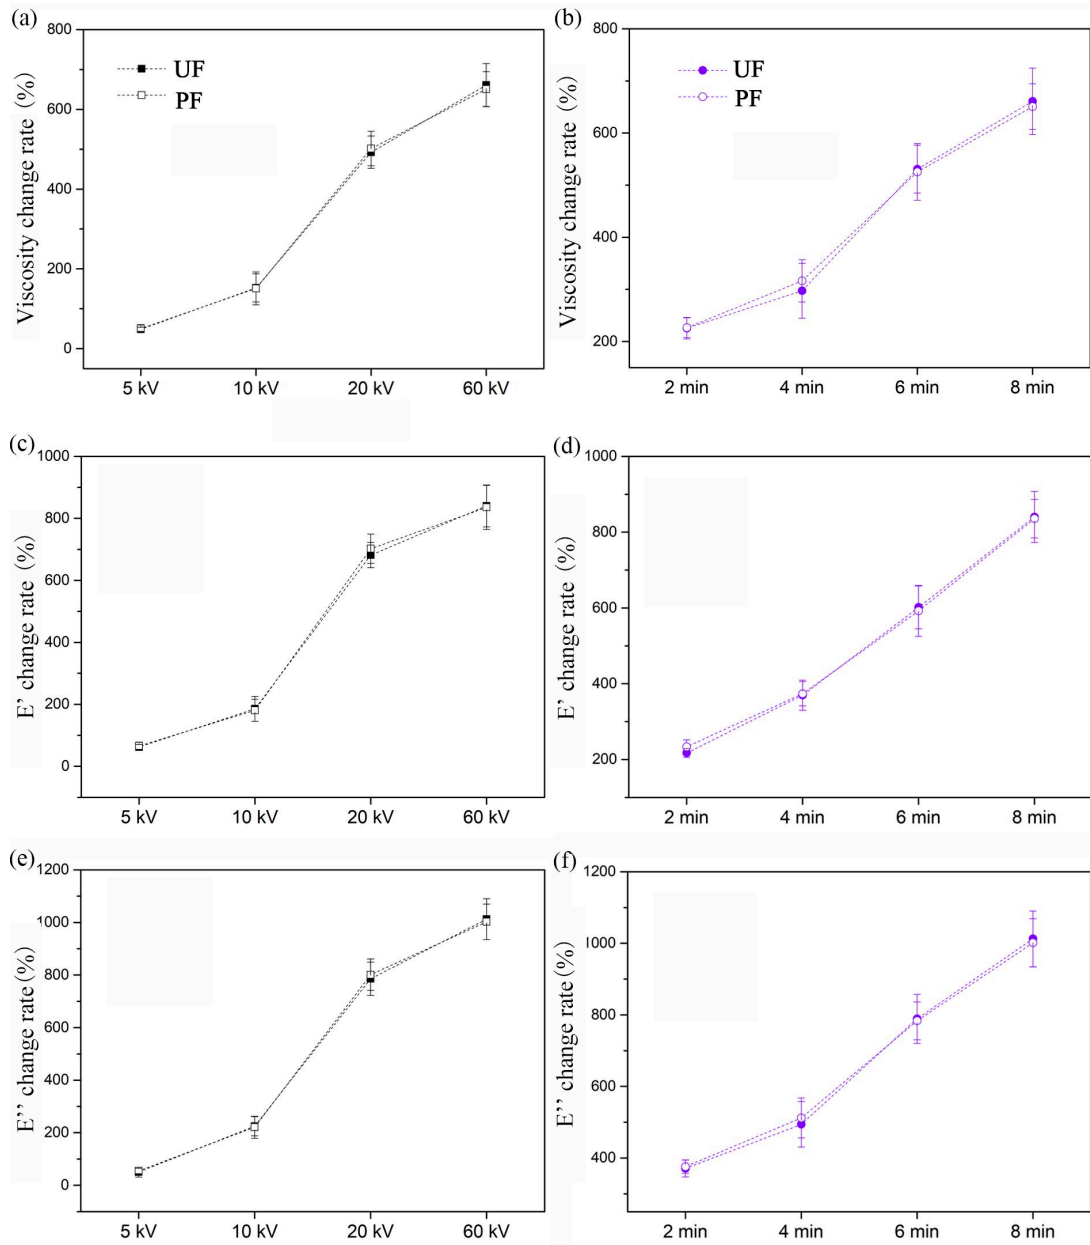 (a)
800
600
400
200
0
Viscosity change rate (%)
UF
PF
5 kV 10 kV 20 kV 60 kV
(b)
800
600
400
200
Viscosity change rate (%)
UF
PF
2 min 4 min 6 min 8 min
(c)
1000
800
600
400
200
0
E’ change rate (%)
5 kV 10 kV 20 kV 60 kV
(d)
1000
800
600
400
200
E’ change rate (%)
2 min 4 min 6 min 8 min
(e)
1200
1000
800
600
400
200
0
E’’ change rate (%)
5 kV 10 kV 20 kV 60 kV
(f)
1200
1000
800
600
400
E’’ change rate (%)
2 min 4 min 6 min 8 min